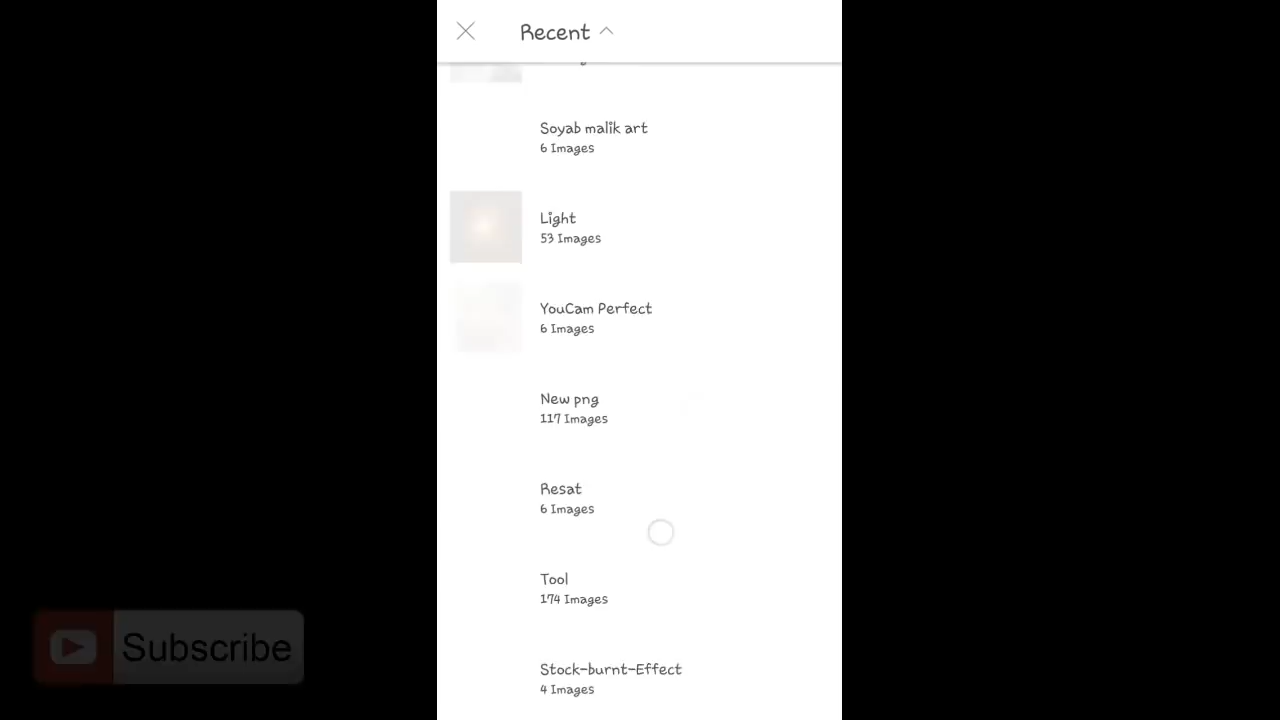 Recent
Soyab malik art
6 Images
Light
53 Images
YouCam Perfect
6 Images
New png
117 Images
Resat
6 Images
Tool
174 Images
Stock-burnt-Effect
4 Images
Subscribe